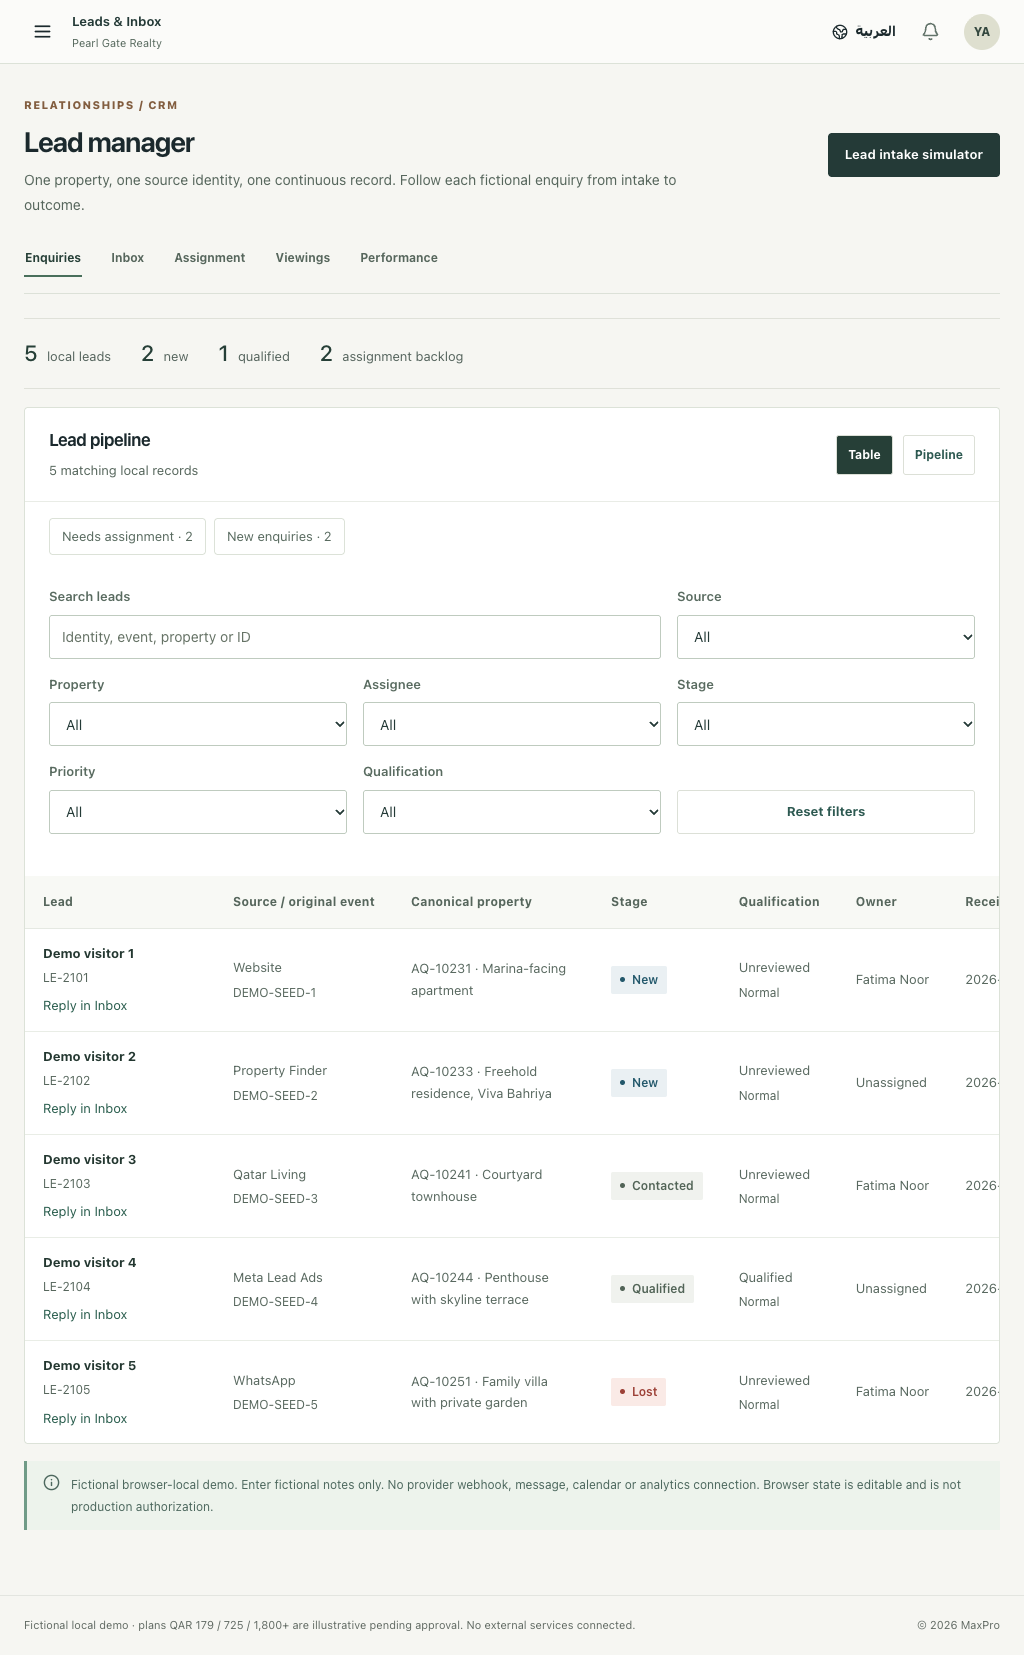 Leads & Inbox
Pearl Gate Realty
العربية
YA
RELATIONSHIPS / CRM
Lead manager
Lead intake simulator
One property, one source identity, one continuous record. Follow each fictional enquiry from intake to
outcome.
Enquiries Inbox Assignment Viewings Performance
5 local leads 2 new 1 qualified 2 assignment backlog
Lead pipeline
5 matching local records
Table Pipeline
Needs assignment · 2 New enquiries · 2
Search leads Source
Identity, event, property or ID All
Property Assignee Stage
All All All
Priority Qualification
All All Reset filters
Lead Source / original event Canonical property Stage Qualification Owner Recei
Demo visitor 1
LE-2101
Reply in Inbox
Website
DEMO-SEED-1
AQ-10231 · Marina-facing
apartment
New
Unreviewed
Normal
Fatima Noor
2026-
Demo visitor 2
LE-2102
Reply in Inbox
Property Finder
DEMO-SEED-2
AQ-10233 · Freehold
residence, Viva Bahriya
New
Unreviewed
Normal
Unassigned
2026-
Demo visitor 3
LE-2103
Reply in Inbox
Qatar Living
DEMO-SEED-3
AQ-10241 · Courtyard
townhouse
Contacted
Unreviewed
Normal
Fatima Noor
2026-
Demo visitor 4
LE-2104
Reply in Inbox
Meta Lead Ads
DEMO-SEED-4
AQ-10244 · Penthouse
with skyline terrace
Qualified
Qualified
Normal
Unassigned
2026-
Demo visitor 5
LE-2105
Reply in Inbox
WhatsApp
DEMO-SEED-5
AQ-10251 · Family villa
with private garden
Lost
Unreviewed
Normal
Fatima Noor
2026-
Fictional browser-local demo. Enter fictional notes only. No provider webhook, message, calendar or analytics connection. Browser state is editable and is not
production authorization.
Fictional local demo · plans QAR 179 / 725 / 1,800+ are illustrative pending approval. No external services connected.
© 2026 MaxPro